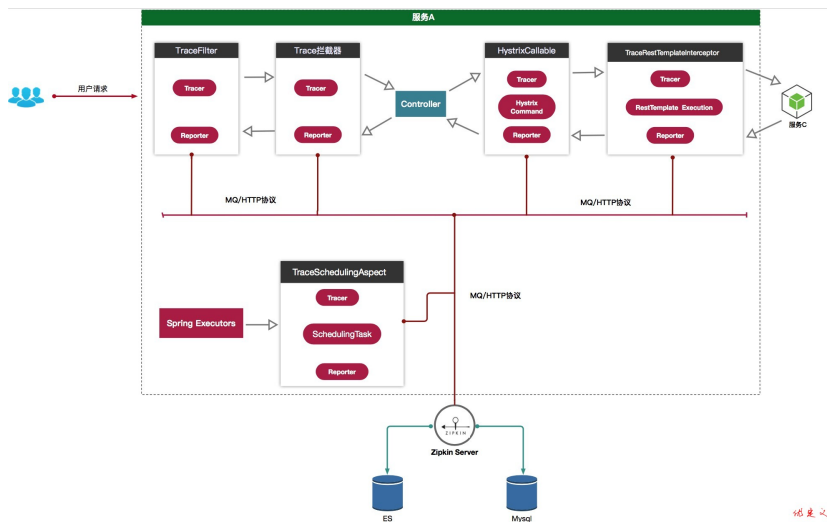 服务A
TraceFilter
Tracer
Reporter
Trace拦截器
Tracer
Reporter
Controller
HystrixCallable
Tracer
Hystrix
Command
Reporter
TraceRestTemplateInterceptor
Tracer
RestTemplate Execution
Reporter
用户请求
服务C
MQ/HTTP协议
MQ/HTTP协议
TraceSchedulingAspect
Tracer
SchedulingTask
Reporter
Spring Executors
MQ/HTTP协议
ZIPKIN
Zipkin Server
ES
Mysql